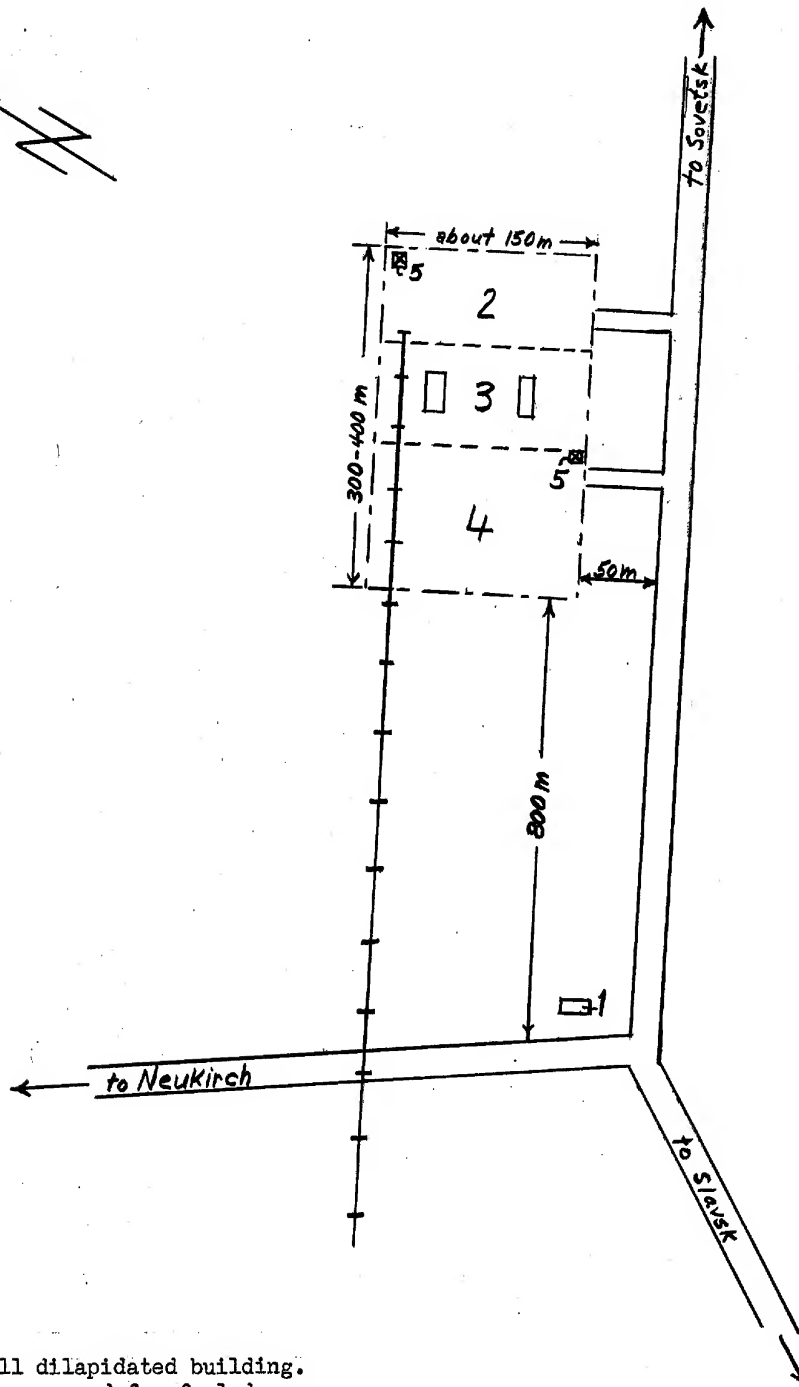 to Sovetsk
about 150m
5
2
300-400 m
3
5
4
50m
800m
1
to Neukirch
to Slavsk
ll dilapidated building.